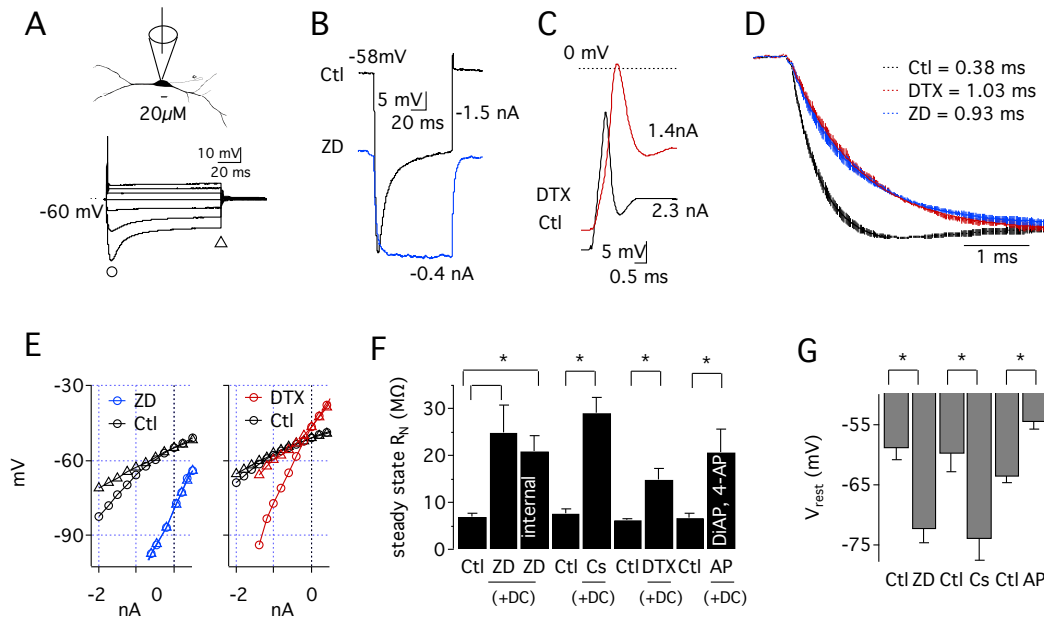 A
20µM
10 mV
20 ms
-60 mV
B
-58mV
Ctl
5 mV
20 ms
-1.5 nA
ZD
-0.4 nA
C
0 mV
1.4nA
DTX
Ctl
2.3 nA
5 mV
0.5 ms
D
Ctl = 0.38 ms
DTX = 1.03 ms
ZD = 0.93 ms
1 ms
E
-30
ZD
Ctl
DTX
Ctl
mV
-60
-90
-2 0 -2 0
nA nA
F
* * * *
steady state RN (MΩ)
30
20
10
0
internal
DiAP, 4-AP
Ctl ZD ZD Ctl Cs Ctl DTX Ctl AP
(+DC) (+DC) (+DC) (+DC)
G
* * *
Vrest (mV)
-55
-65
-75
Ctl ZD Ctl Cs Ctl AP